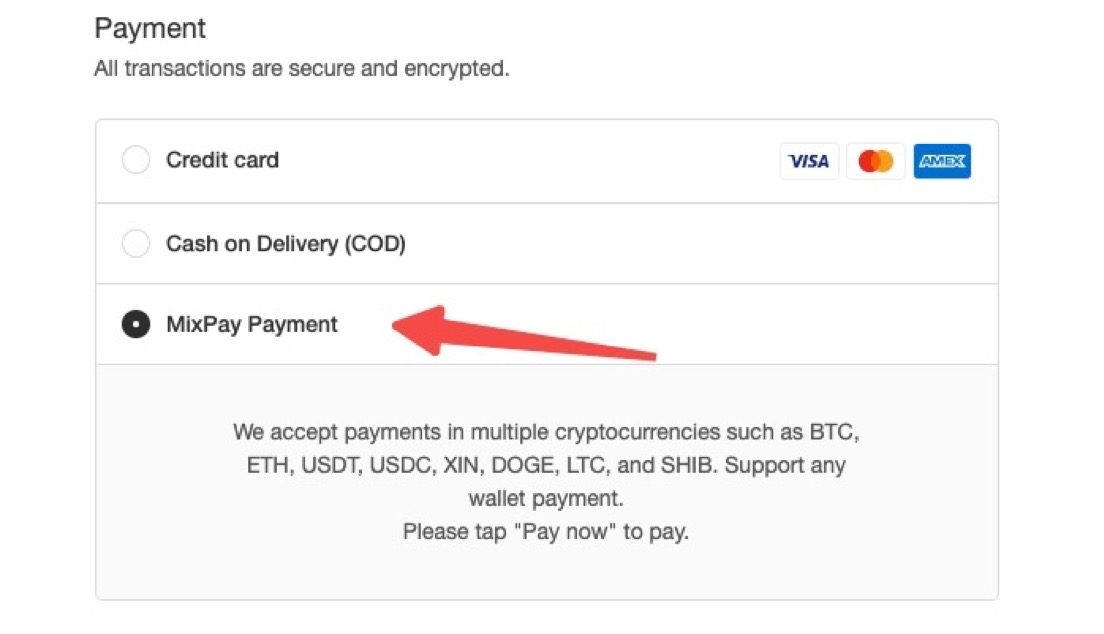 Payment
All transactions are secure and encrypted.
Credit card
VISA
AMEX
Cash on Delivery (COD)
MixPay Payment
We accept payments in multiple cryptocurrencies such as BTC,
ETH, USDT, USDC, XIN, DOGE, LTC, and SHIB. Support any
wallet payment.
Please tap "Pay now" to pay.